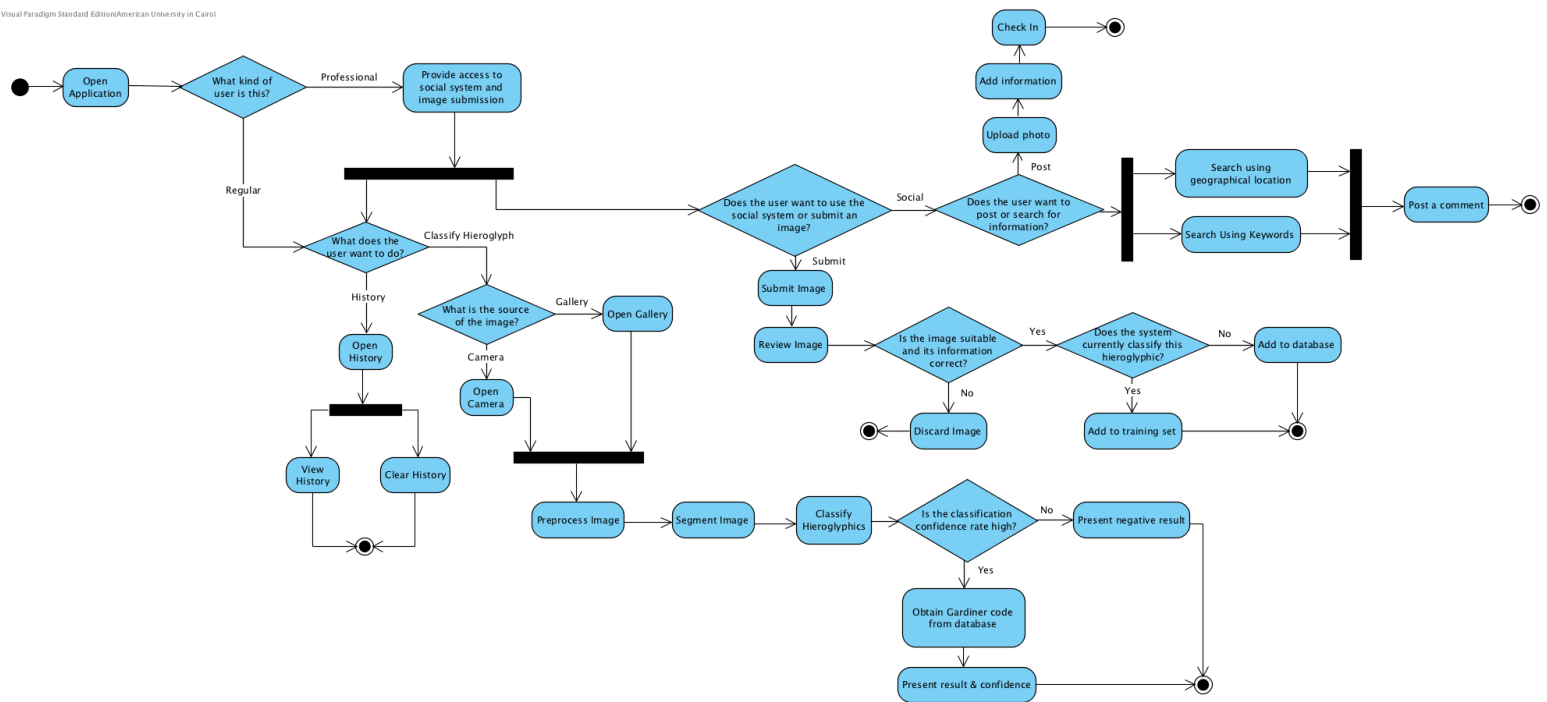 Visual Paradigm Standard Edition(American University in Cairo)
Open
Application
What kind of
user is this?
Professional
Provide access to
social system and
image submission
Regular
What does the
user want to do?
Classify Hieroglyph
History
Open
History
View
History
Clear History
What is the source
of the image?
Gallery
Open Gallery
Camera
Open
Camera
Preprocess Image
Segment Image
Classify
Hieroglyphics
Is the classification
confidence rate high?
No
Present negative result
Yes
Obtain Gardiner code
from database
Present result & confidence
Does the user want to use the
social system or submit an
image?
Social
Does the user want to
post or search for
information?
Post
Upload photo
Add information
Check In
Search using
geographical location
Search Using Keywords
Post a comment
Submit
Submit Image
Review Image
Is the image suitable
and its information
correct?
No
Discard Image
Yes
Does the system
currently classify this
hieroglyphic?
No
Add to database
Yes
Add to training set